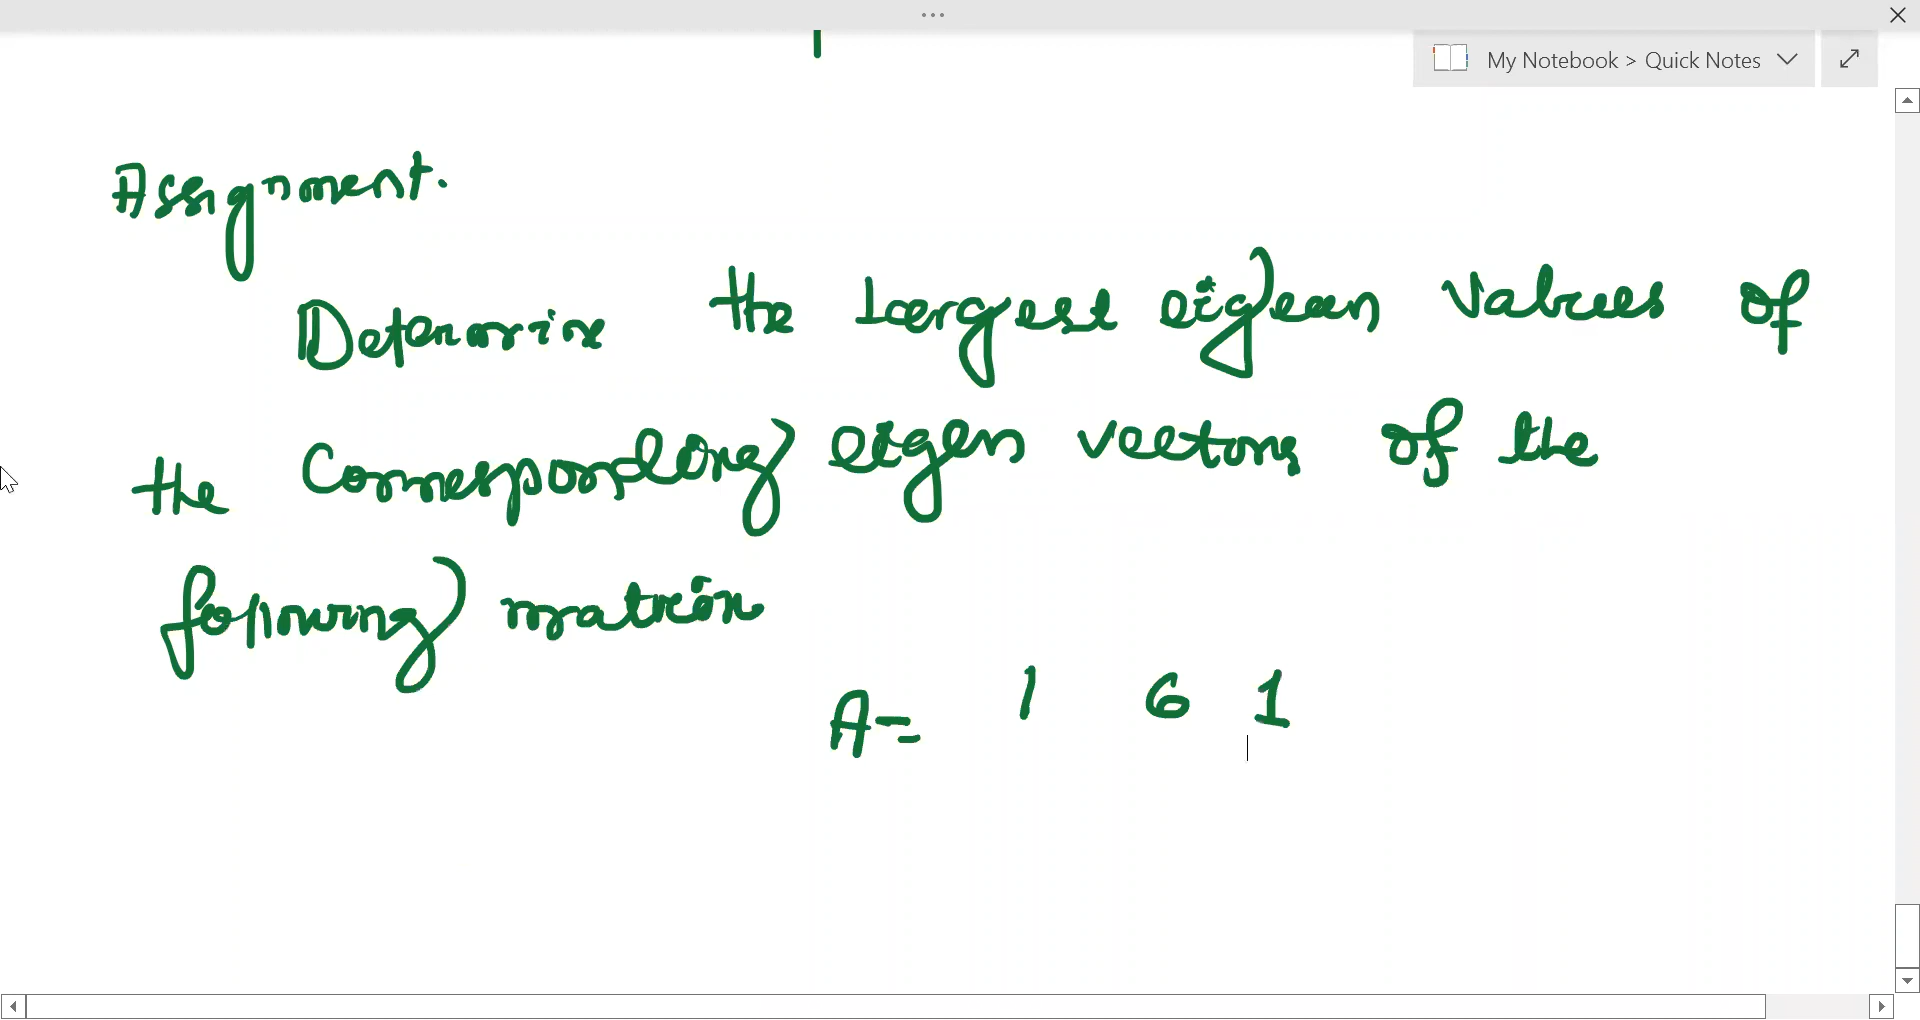 My Notebook > Quick Notes
Assignment.
Determine the largest eigen values of
the corresponding eigen vectors of the
following matrix
A= 1 6 1